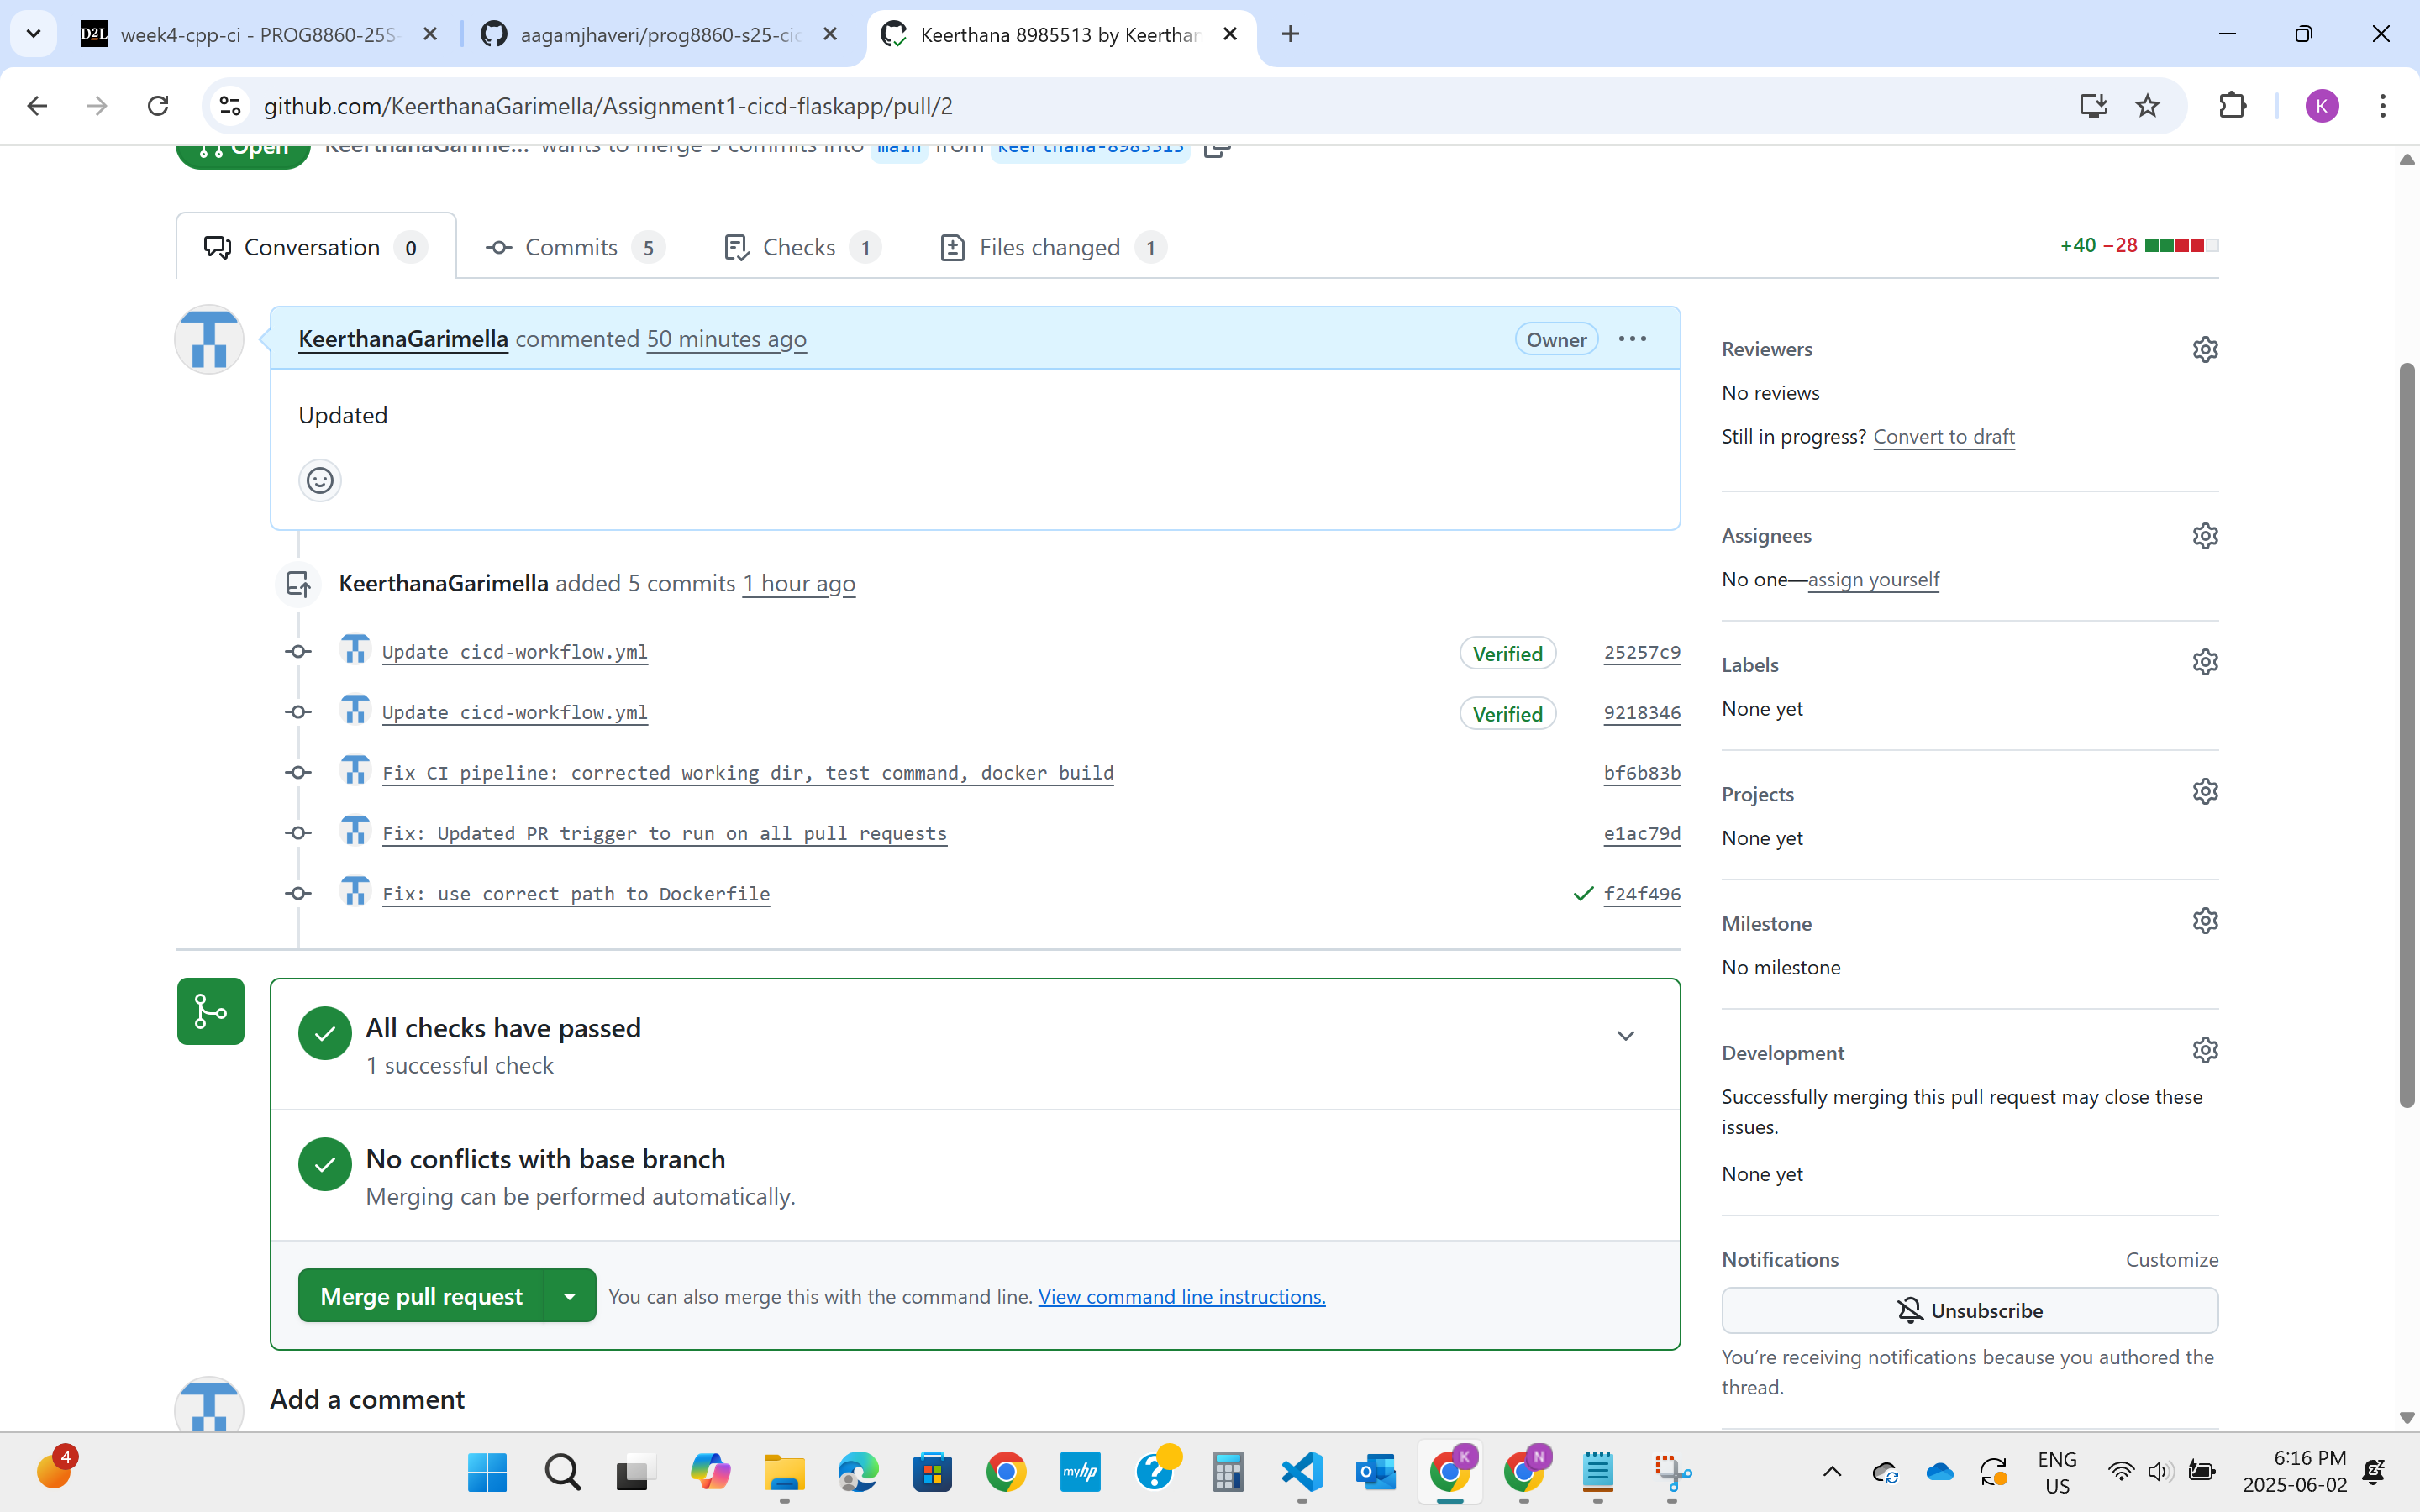 week4-cpp-ci - PROG8860-25S-
aagamjhaveri/prog8860-s25-cic
Keerthana 8985513 by Keerthan
github.com/KeerthanaGarimella/Assignment1-cicd-flaskapp/pull/2
K
Open KeerthanaGarime... wants to merge 5 commits into main from keerthana-8985513
Conversation 0
Commits 5
Checks 1
Files changed 1
+40 −28
KeerthanaGarimella commented 50 minutes ago
Owner
Updated
KeerthanaGarimella added 5 commits 1 hour ago
Update cicd-workflow.yml Verified 25257c9
Update cicd-workflow.yml Verified 9218346
Fix CI pipeline: corrected working dir, test command, docker build bf6b83b
Fix: Updated PR trigger to run on all pull requests e1ac79d
Fix: use correct path to Dockerfile f24f496
All checks have passed
1 successful check
No conflicts with base branch
Merging can be performed automatically.
Merge pull request
You can also merge this with the command line. View command line instructions.
Add a comment
Reviewers
No reviews
Still in progress? Convert to draft
Assignees
No one—assign yourself
Labels
None yet
Projects
None yet
Milestone
No milestone
Development
Successfully merging this pull request may close these
issues.
None yet
Notifications
Customize
Unsubscribe
You're receiving notifications because you authored the
thread.
4
myhp
K
N
ENG
US
6:16 PM
2025-06-02